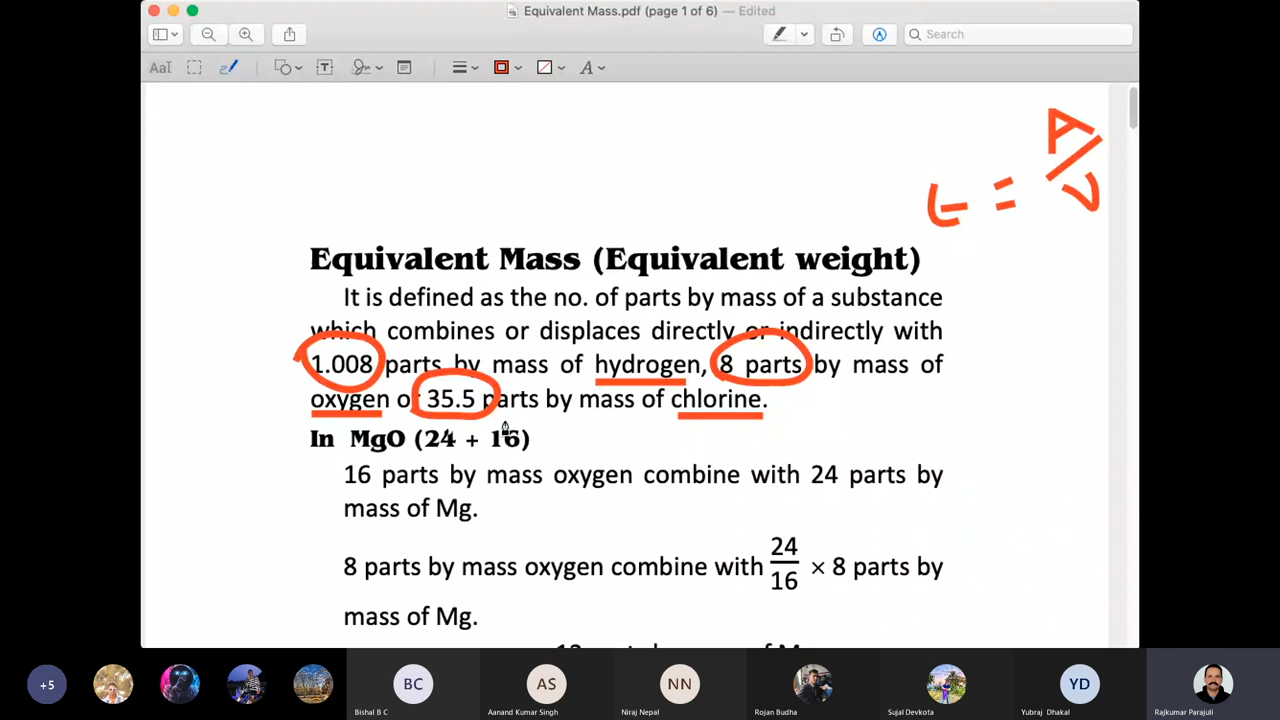 Equivalent Mass.pdf (page 1 of 6) — Edited
Search
AaI
A
E = A/V
Equivalent Mass (Equivalent weight)
It is defined as the no. of parts by mass of a substance
which combines or displaces directly or indirectly with
1.008 parts by mass of hydrogen, 8 parts by mass of
oxygen or 35.5 parts by mass of chlorine.
In MgO (24 + 16)
16 parts by mass oxygen combine with 24 parts by
mass of Mg.
8 parts by mass oxygen combine with 24/16 × 8 parts by
mass of Mg.
+5
BC
AS
NN
YD
Bishal B C
Aanand Kumar Singh
Niraj Nepal
Rojan Budha
Sujal Devkota
Yubraj Dhakal
Rajkumar Parajuli